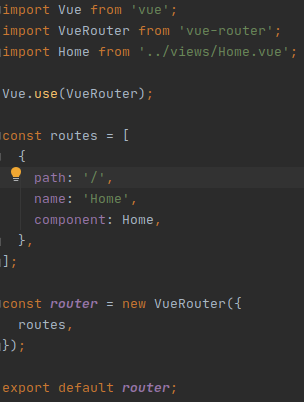 import Vue from 'vue';
import VueRouter from 'vue-router';
import Home from '../views/Home.vue';
Vue.use(VueRouter);
const routes = [
{
path: '/',
name: 'Home',
component: Home,
},
];
const router = new VueRouter({
routes,
});
export default router;